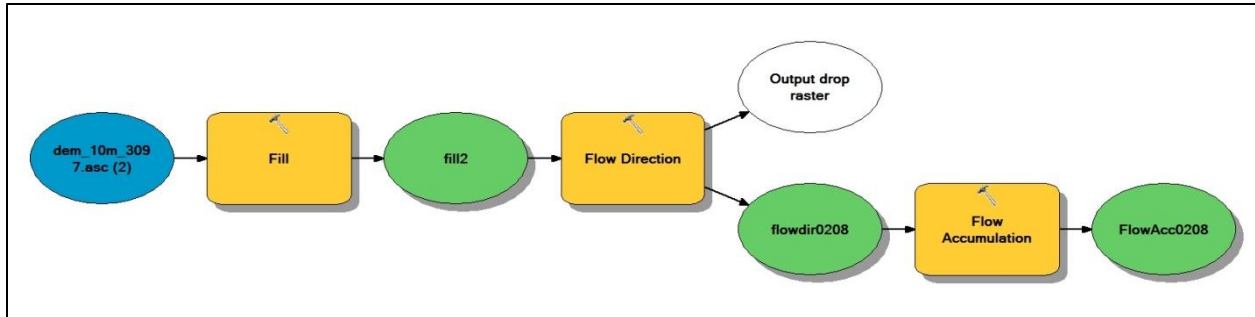 dem_10m_309
7.asc (2)
Fill
fill2
Flow Direction
Output drop
raster
flowdir0208
Flow
Accumulation
FlowAcc0208